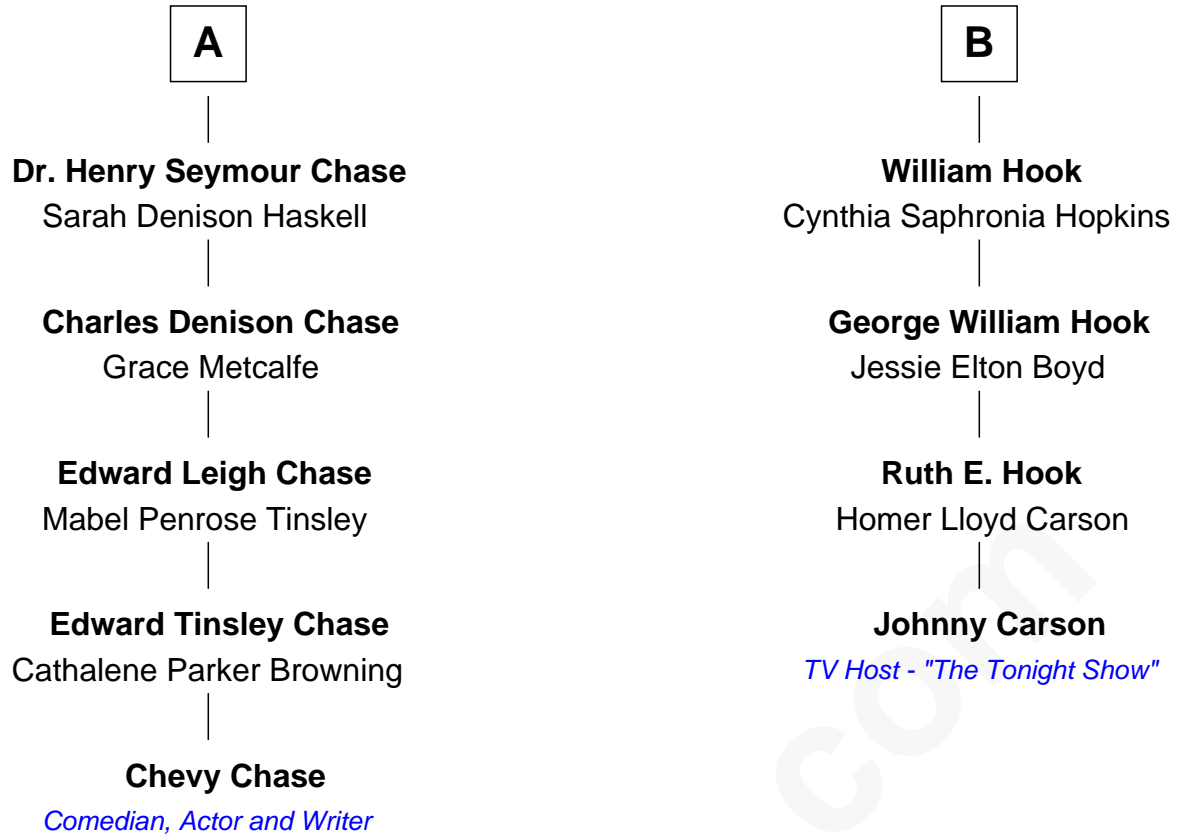 A
Dr. Henry Seymour Chase
Sarah Denison Haskell
Charles Denison Chase
Grace Metcalfe
Edward Leigh Chase
Mabel Penrose Tinsley
Edward Tinsley Chase
Cathalene Parker Browning
Chevy Chase
Comedian, Actor and Writer
B
William Hook
Cynthia Saphronia Hopkins
George William Hook
Jessie Elton Boyd
Ruth E. Hook
Homer Lloyd Carson
Johnny Carson
TV Host - "The Tonight Show"
com